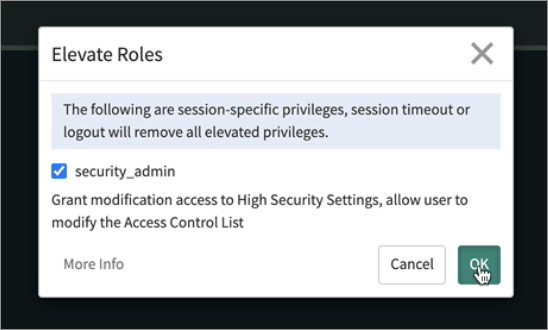 Elevate Roles
The following are session-specific privileges, session timeout or
logout will remove all elevated privileges.
security_admin
Grant modification access to High Security Settings, allow user to
modify the Access Control List
More Info
Cancel
OK